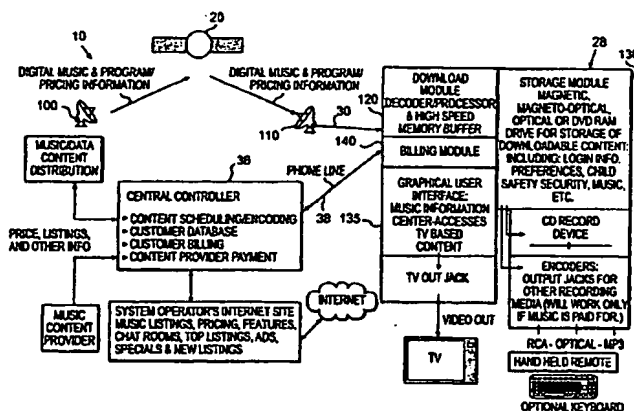 10
20
DIGITAL MUSIC & PROGRAM/
PRICING INFORMATION
DIGITAL MUSIC & PROGRAM/
PRICING INFORMATION
100
110
30
MUSIC/DATA
CONTENT
DISTRIBUTION
36
CENTRAL CONTROLLER
CONTENT SCHEDULING/ENCODING
CUSTOMER DATABASE
CUSTOMER BILLING
CONTENT PROVIDER PAYMENT
PRICE, LISTINGS,
AND OTHER INFO
MUSIC
CONTENT
PROVIDER
SYSTEM OPERATOR'S INTERNET SITE
MUSIC LISTINGS, PRICING, FEATURES,
CHAT ROOMS, TOP LISTINGS, ADS,
SPECIALS & NEW LISTINGS
INTERNET
PHONE LINE
38
28
120
DOWNLOAD
MODULE
DECODER/PROCESSOR
& HIGH SPEED
MEMORY BUFFER
140
BILLING MODULE
135
GRAPHICAL USER
INTERFACE:
MUSIC INFORMATION
CENTER-ACCESSES
TV BASED
CONTENT
TV OUT JACK
VIDEO OUT
TV
STORAGE MODULE
MAGNETIC,
MAGNETO-OPTICAL,
OPTICAL OR DVD RAM
DRIVE FOR STORAGE OF
DOWNLOADABLE CONTENT:
INCLUDING: LOGIN INFO.
PREFERENCES, CHILD
SAFETY SECURITY, MUSIC,
ETC.
CD RECORD
DEVICE
ENCODERS:
OUTPUT JACKS FOR
OTHER RECORDING
MEDIA (WILL WORK ONLY
IF MUSIC IS PAID FOR.)
RCA - OPTICAL - MP3
HAND HELD REMOTE
OPTIONAL KEYBOARD